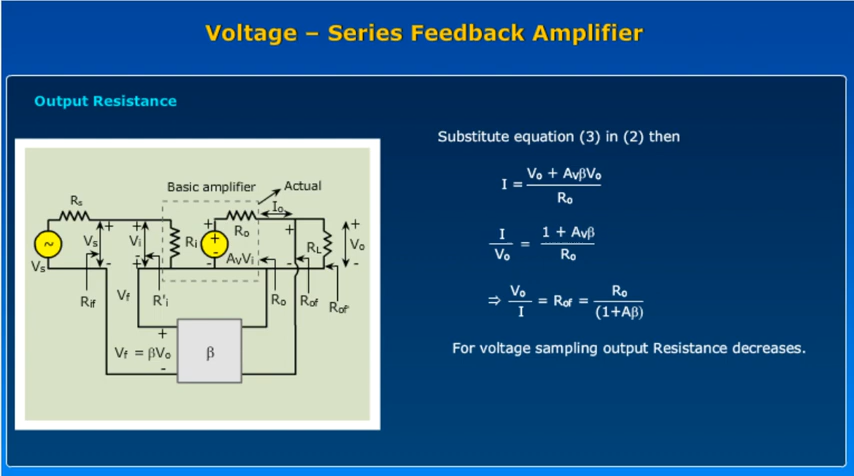 Voltage – Series Feedback Amplifier
Output Resistance
Substitute equation (3) in (2) then
I = Vo + AvβVo / Ro
I / Vo = 1 + Avβ / Ro
⇒ Vo / I = Rof = Ro / (1+Aβ)
For voltage sampling output Resistance decreases.
Basic amplifier
Actual
Rs
Io
+ + + Ro + +
~ Vs Vi Ri + - RL Vo
Vs - - + - AvVi - -
Rif Vf R'i Ro Rof Rof'
+
Vf = βVo β
-